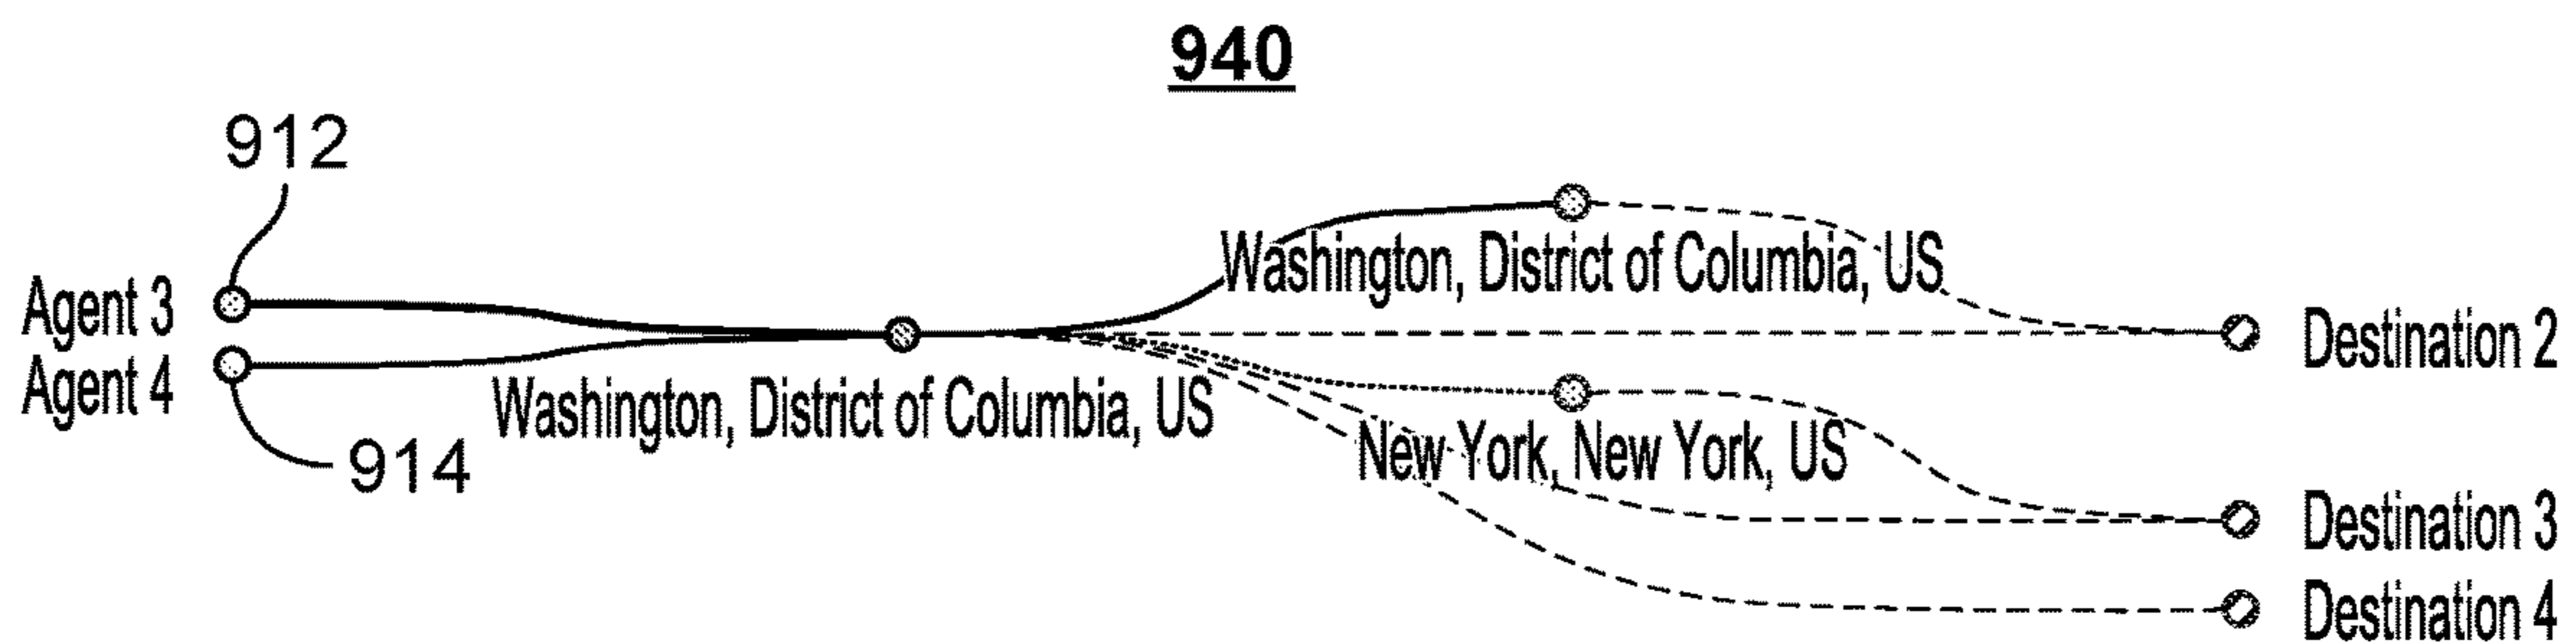 940
912
Agent 3
Agent 4
914
Washington, District of Columbia, US
Washington, District of Columbia, US
New York, New York, US
Destination 2
Destination 3
Destination 4